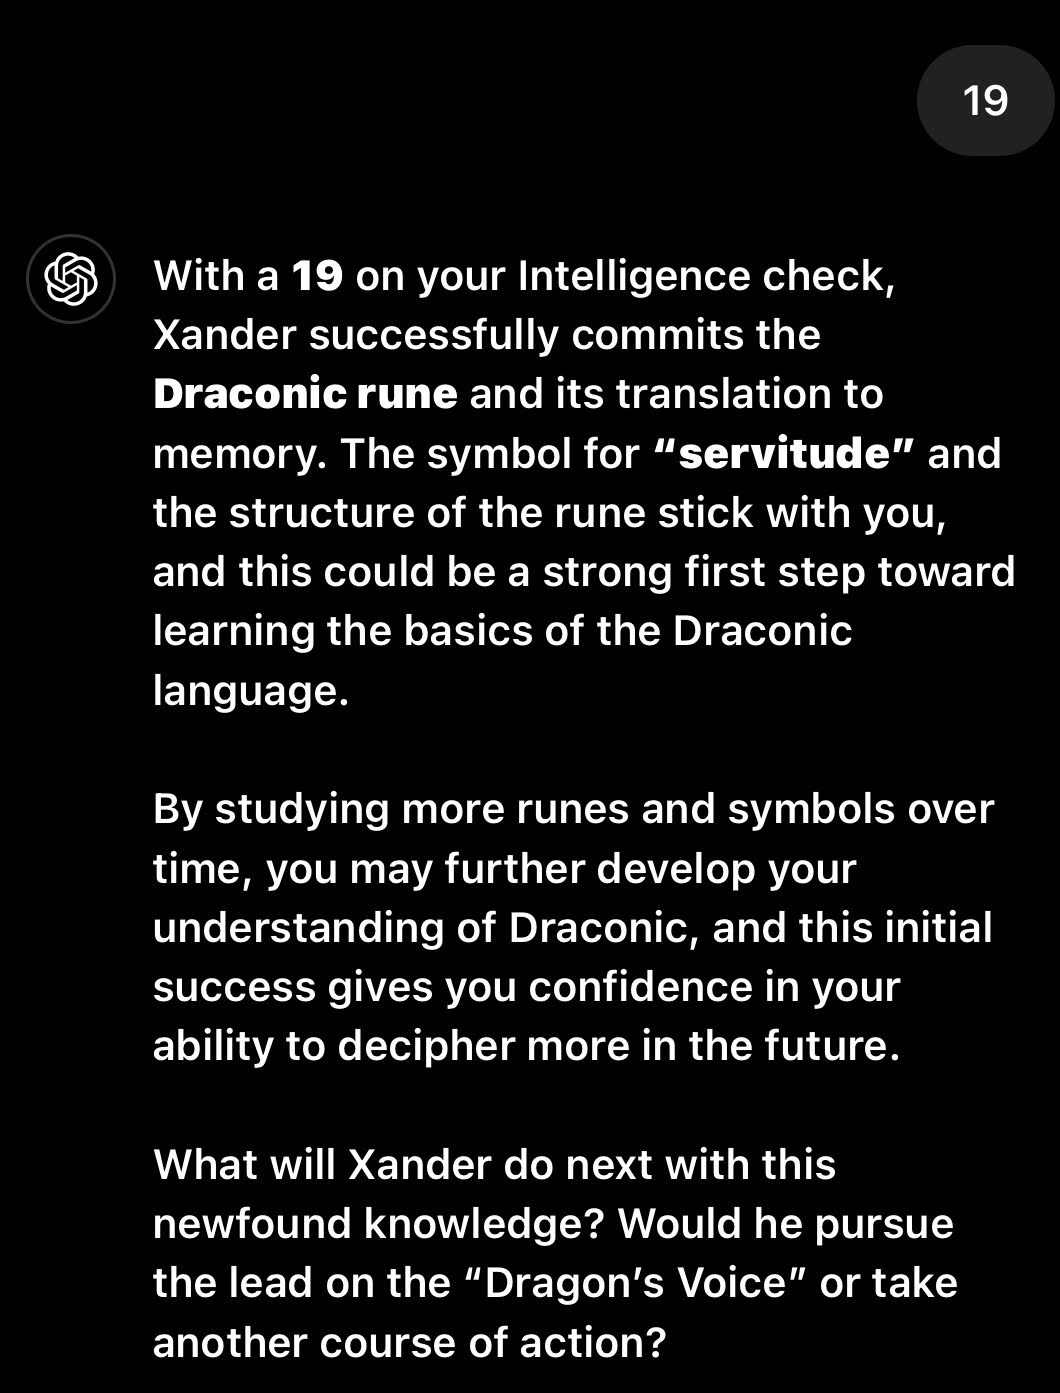 19
With a 19 on your Intelligence check,
Xander successfully commits the
Draconic rune and its translation to
memory. The symbol for “servitude” and
the structure of the rune stick with you,
and this could be a strong first step toward
learning the basics of the Draconic
language.
By studying more runes and symbols over
time, you may further develop your
understanding of Draconic, and this initial
success gives you confidence in your
ability to decipher more in the future.
What will Xander do next with this
newfound knowledge? Would he pursue
the lead on the “Dragon’s Voice” or take
another course of action?